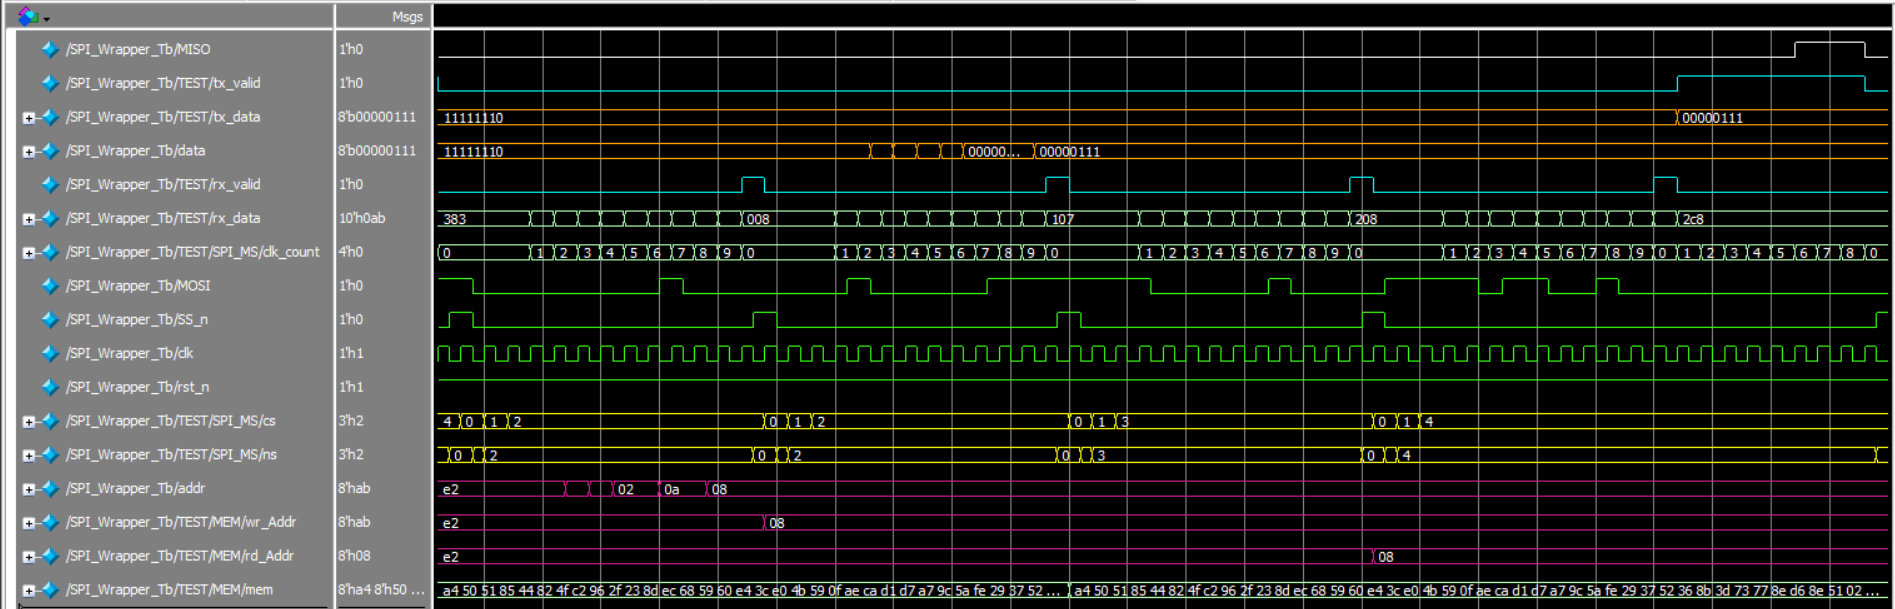 Msgs
/SPI_Wrapper_Tb/MISO 1'h0
/SPI_Wrapper_Tb/TEST/tx_valid 1'h0
/SPI_Wrapper_Tb/TEST/tx_data 8'b00000111 11111110 00000111
/SPI_Wrapper_Tb/data 8'b00000111 11111110 00000... 00000111
/SPI_Wrapper_Tb/TEST/rx_valid 1'h0
/SPI_Wrapper_Tb/TEST/rx_data 10'h0ab 383 008 107 208 2c8
/SPI_Wrapper_Tb/TEST/SPI_MS/clk_count 4'h0 0 1 2 3 4 5 6 7 8 9 0 1 2 3 4 5 6 7 8 9 0 1 2 3 4 5 6 7 8 9 0 1 2 3 4 5 6 7 8 9 0 1 2 3 4 5 6 7 8 0
/SPI_Wrapper_Tb/MOSI 1'h0
/SPI_Wrapper_Tb/SS_n 1'h0
/SPI_Wrapper_Tb/clk 1'h1
/SPI_Wrapper_Tb/rst_n 1'h1
/SPI_Wrapper_Tb/TEST/SPI_MS/cs 3'h2 4 0 1 2 0 1 2 0 1 3 0 1 4
/SPI_Wrapper_Tb/TEST/SPI_MS/ns 3'h2 0 2 0 2 0 3 0 4
/SPI_Wrapper_Tb/addr 8'hab e2 02 0a 08
/SPI_Wrapper_Tb/TEST/MEM/wr_Addr 8'hab e2 08
/SPI_Wrapper_Tb/TEST/MEM/rd_Addr 8'h08 e2 08
/SPI_Wrapper_Tb/TEST/MEM/mem 8'ha4 8'h50 ... a4 50 51 85 44 82 4f c2 96 2f 23 8d ec 68 59 60 e4 3c e0 4b 59 0f ae ca d1 d7 a7 9c 5a fe 29 37 52 ... a4 50 51 85 44 82 4f c2 96 2f 23 8d ec 68 59 60 e4 3c e0 4b 59 0f ae ca d1 d7 a7 9c 5a fe 29 37 52 36 8b 3d 73 77 8e d6 8e 51 02 ...